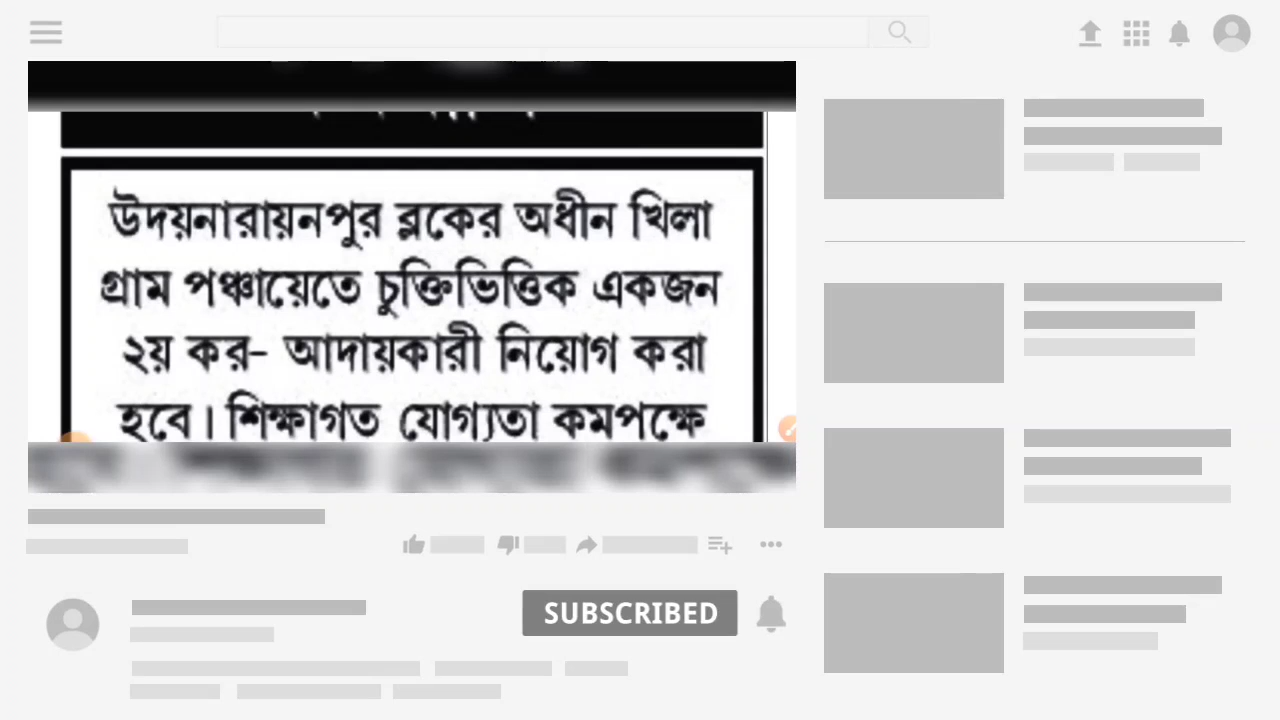 উদয়নারায়নপুর ব্লকের অধীন খিলা
গ্রাম পঞ্চায়েতে চুক্তিভিত্তিক একজন
২য় কর– আদায়কারী নিয়োগ করা
হবে। শিক্ষাগত যোগ্যতা কমপক্ষে
SUBSCRIBED